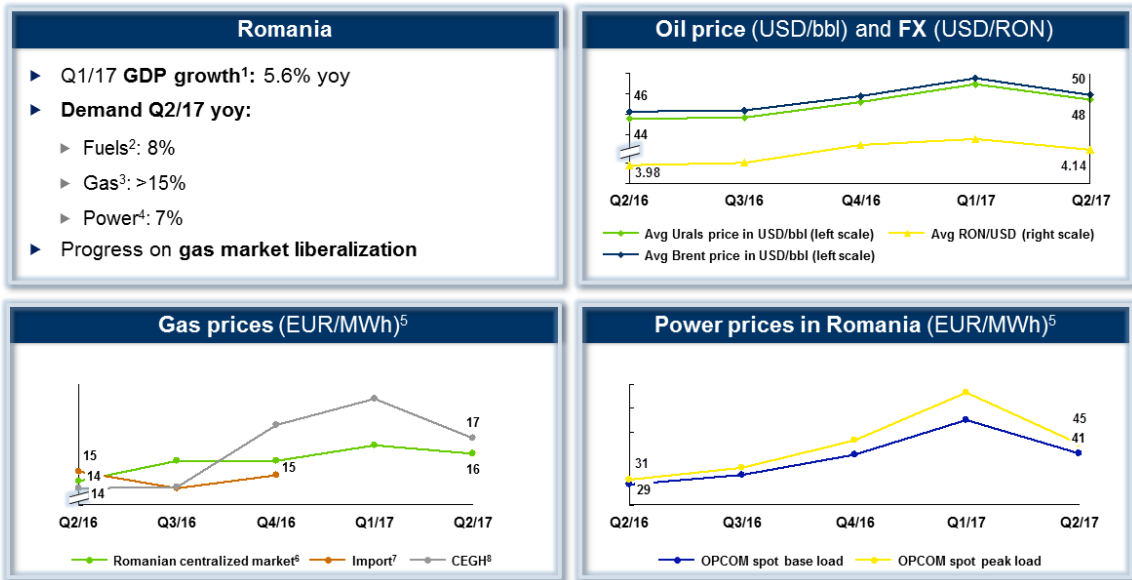 Romania
► Q1/17 GDP growth¹: 5.6% yoy
► Demand Q2/17 yoy:
► Fuels²: 8%
► Gas³: >15%
► Power⁴: 7%
► Progress on gas market liberalization
Oil price (USD/bbl) and FX (USD/RON)
46
44
3.98
50
48
4.14
Q2/16 Q3/16 Q4/16 Q1/17 Q2/17
Avg Urals price in USD/bbl (left scale) Avg RON/USD (right scale)
Avg Brent price in USD/bbl (left scale)
Gas prices (EUR/MWh)⁵
15
14
14
15
17
16
Q2/16 Q3/16 Q4/16 Q1/17 Q2/17
Romanian centralized market⁶ Import⁷ CEGH⁸
Power prices in Romania (EUR/MWh)⁵
31
29
45
41
Q2/16 Q3/16 Q4/16 Q1/17 Q2/17
OPCOM spot base load OPCOM spot peak load